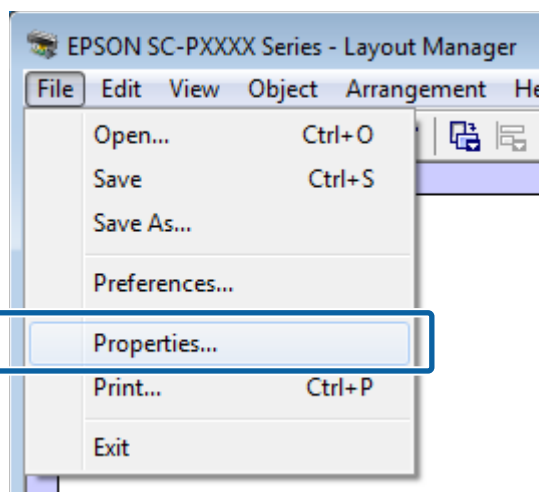 EPSON SC-PXXXX Series - Layout Manager
File Edit View Object Arrangement He
Open... Ctrl+O
Save Ctrl+S
Save As...
Preferences...
Properties...
Print... Ctrl+P
Exit